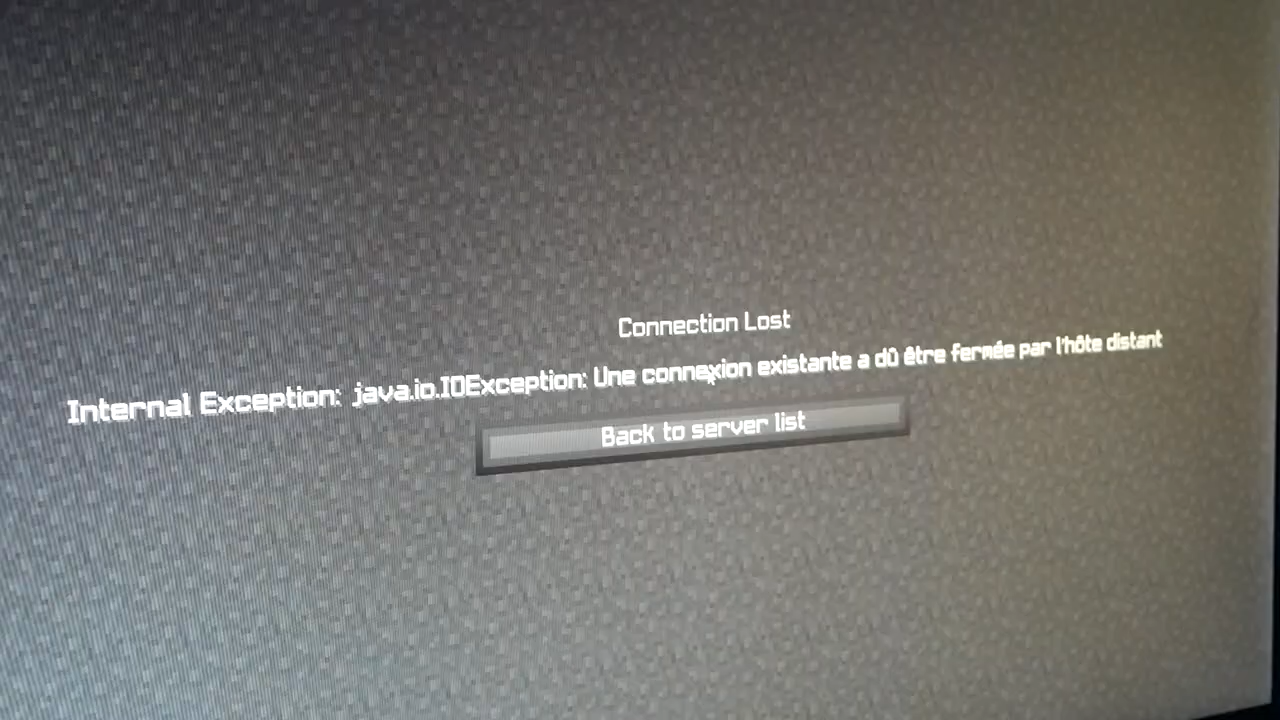 Connection Lost
Internal Exception: java.io.IOException: Une connexion existante a dû être fermée par l'hôte distant
Back to server list